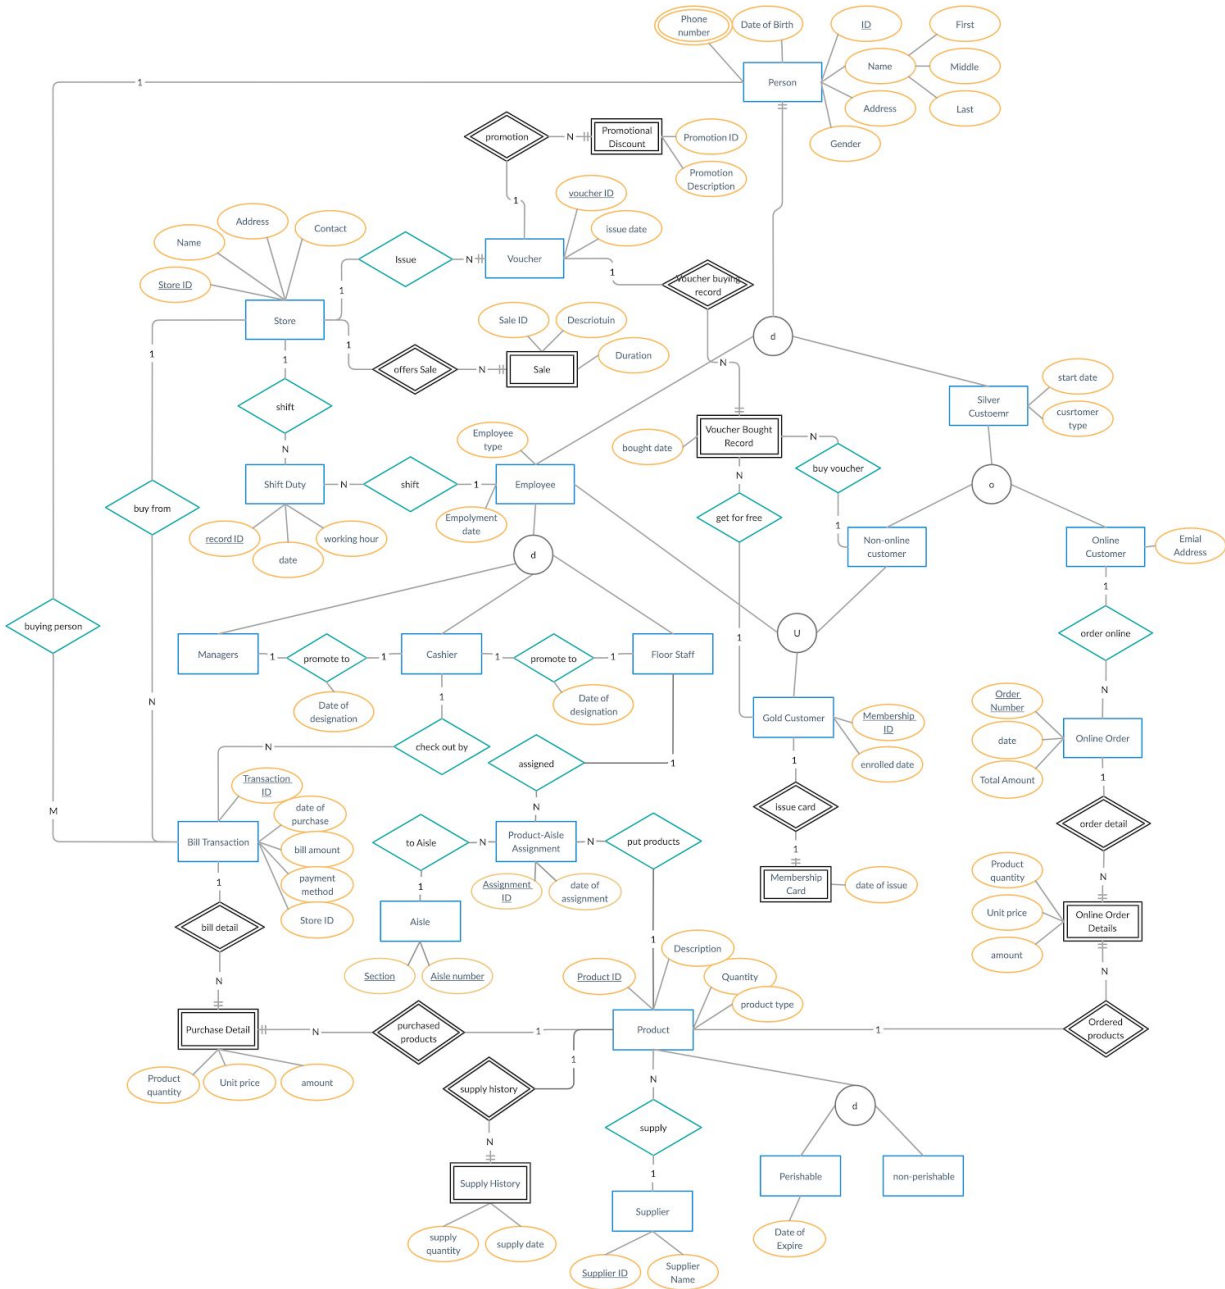 Phone
number
Date of Birth
ID
First
Name
Middle
Person
Last
Address
Gender
1
promotion
N
Promotional
Discount
Promotion ID
Promotion
Description
1
voucher ID
issue date
Voucher
Address
Name
Contact
Store ID
Issue
N
1
1
Voucher buying
record
Store
1
1
Sale ID
Descriotuin
Duration
offers Sale
N
Sale
d
N
1
shift
N
Silver
Custoemr
start date
cusrtomer
type
Employee
type
bought date
Voucher Bought
Record
N
buy voucher
1
Shift Duty
N
shift
1
Employee
Empolyment
date
record ID
date
working hour
buy from
N
get for free
1
o
Non-online
customer
Online
Customer
Emial
Address
d
1
order online
N
buying person
M
N
Managers
1
promote to
1
Cashier
1
promote to
1
Floor Staff
Date of
designation
Date of
designation
U
1
check out by
N
assigned
1
N
Gold Customer
Membership
ID
enrolled date
1
issue card
1
Membership
Card
date of issue
Order
Number
date
Total Amount
Online Order
1
order detail
N
Transaction
ID
date of
purchase
bill amount
payment
method
Store ID
Bill Transaction
1
bill detail
N
to Aisle
N
Product-Aisle
Assignment
N
put products
1
1
Assignment
ID
date of
assignment
Aisle
Section
Aisle number
Product
quantity
Unit price
amount
Online Order
Details
N
Purchase Detail
N
purchased
products
1
Product ID
Description
Quantity
product type
Product
1
Ordered
products
Product
quantity
Unit price
amount
1
supply history
N
Supply History
supply
quantity
supply date
N
supply
1
Supplier
Supplier ID
Supplier
Name
d
Perishable
non-perishable
Date of
Expire